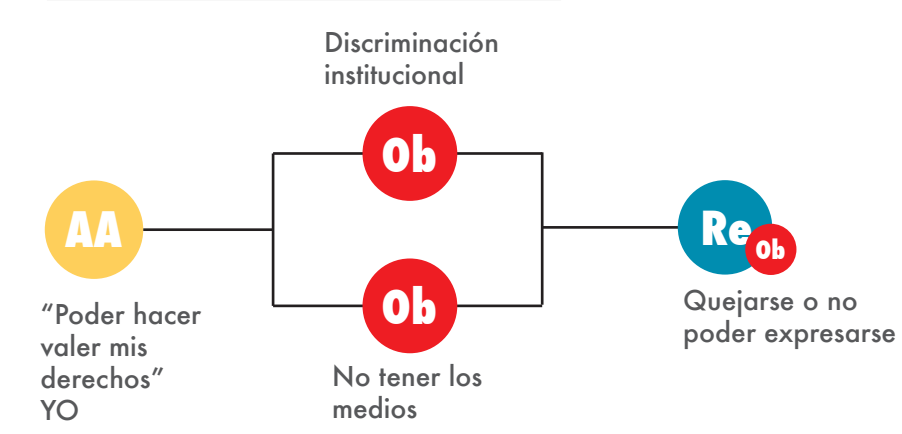 Discriminación
institucional
Ob
AA
Re
Ob
"Poder hacer
valer mis
derechos"
YO
Ob
No tener los
medios
Quejarse o no
poder expresarse